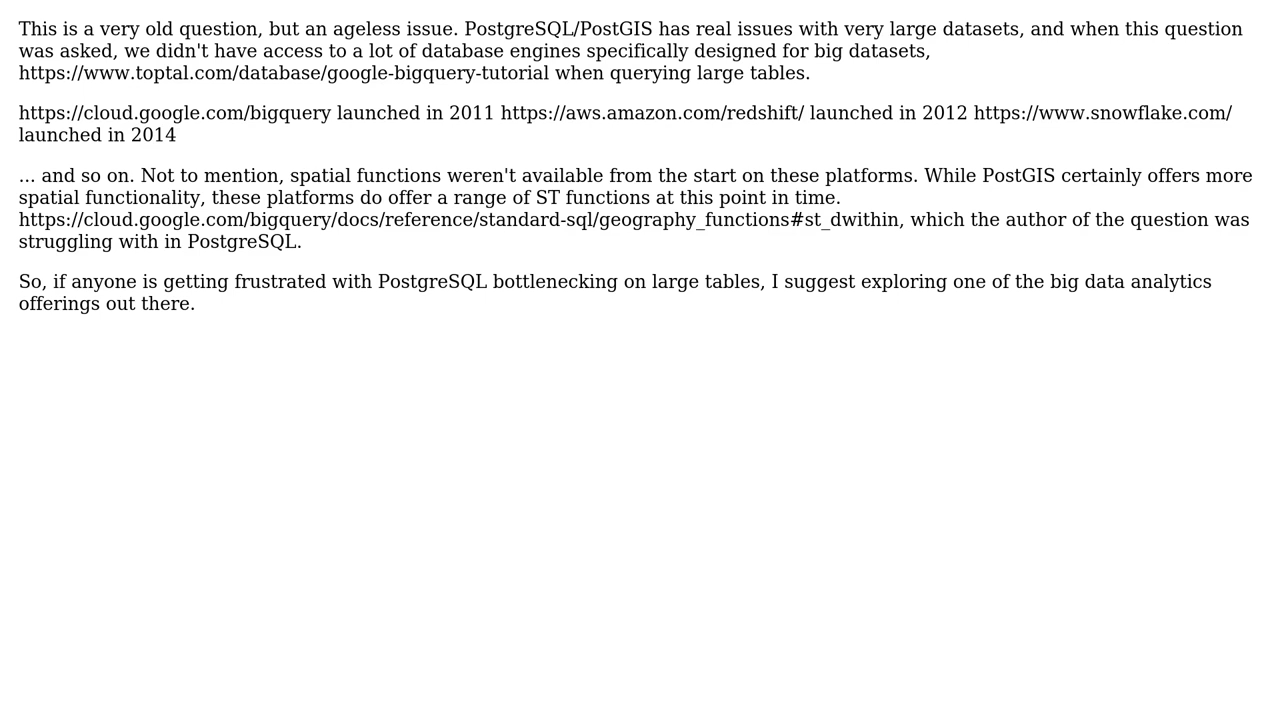 This is a very old question, but an ageless issue. PostgreSQL/PostGIS has real issues with very large datasets, and when this question
was asked, we didn't have access to a lot of database engines specifically designed for big datasets,
https://www.toptal.com/database/google-bigquery-tutorial when querying large tables.
https://cloud.google.com/bigquery launched in 2011 https://aws.amazon.com/redshift/ launched in 2012 https://www.snowflake.com/
launched in 2014
... and so on. Not to mention, spatial functions weren't available from the start on these platforms. While PostGIS certainly offers more
spatial functionality, these platforms do offer a range of ST functions at this point in time.
https://cloud.google.com/bigquery/docs/reference/standard-sql/geography_functions#st_dwithin, which the author of the question was
struggling with in PostgreSQL.
So, if anyone is getting frustrated with PostgreSQL bottlenecking on large tables, I suggest exploring one of the big data analytics
offerings out there.